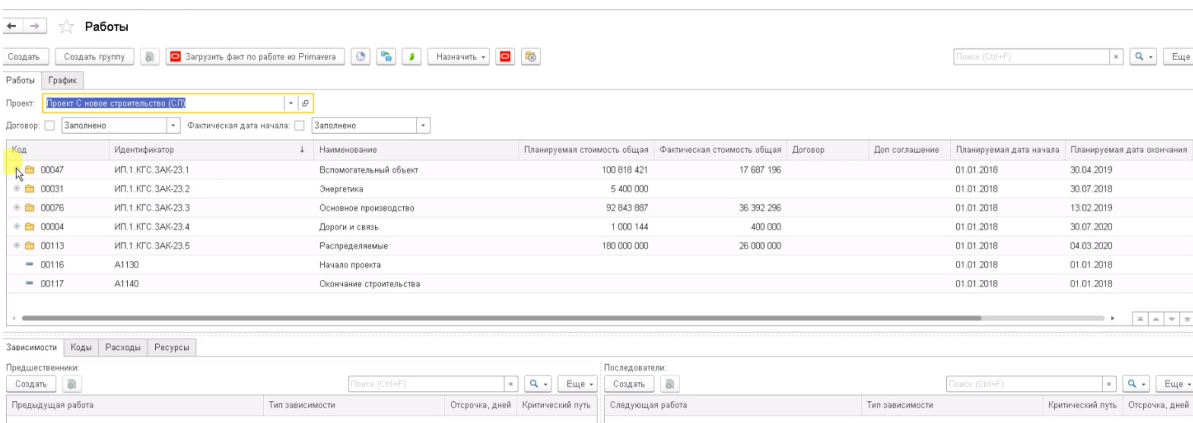 Работы
Создать Создать группу Загрузить факт по работе из Primavera Назначить Поиск (Ctrl+F) × Еще
Работы График
Проект: Проект С новое строительство (СЛ)
Договор: Заполнено Фактическая дата начала: Заполнено
Код Идентификатор ↓ Наименование Планируемая стоимость общая Фактическая стоимость общая Договор Доп соглашение Планируемая дата начала Планируемая дата окончания
00047 ИП.1.КГС.ЗАК-23.1 Вспомогательный объект 100 818 421 17 687 196 01.01.2018 30.04.2019
00031 ИП.1.КГС.ЗАК-23.2 Энергетика 5 400 000 01.01.2018 30.07.2018
00076 ИП.1.КГС.ЗАК-23.3 Основное производство 92 843 887 36 392 296 01.01.2018 13.02.2019
00004 ИП.1.КГС.ЗАК-23.4 Дороги и связь 1 000 144 400 000 01.01.2018 30.07.2020
00113 ИП.1.КГС.ЗАК-23.5 Распределяемые 180 000 000 26 000 000 01.01.2018 04.03.2020
00116 A1130 Начало проекта 01.01.2018 01.01.2018
00117 A1140 Окончание строительства 01.01.2018 01.01.2018
Зависимости Коды Расходы Ресурсы
Предшественники: Последователи:
Создать Поиск (Ctrl+F) × Еще Создать Поиск (Ctrl+F) × Еще
Предыдущая работа Тип зависимости Отсрочка, дней Критический путь Следующая работа Тип зависимости Критический путь Отсрочка, дней